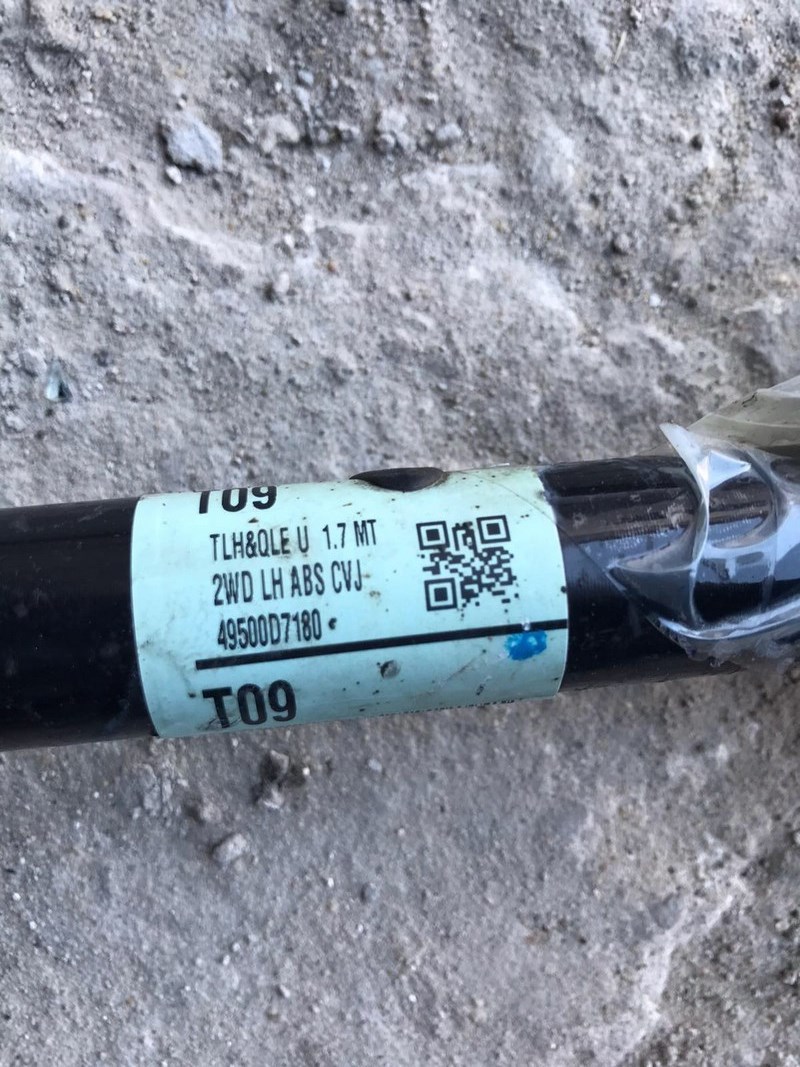 T09
TLH&QLE U 1.7 MT
2WD LH ABS CVJ
49500D7180
T09